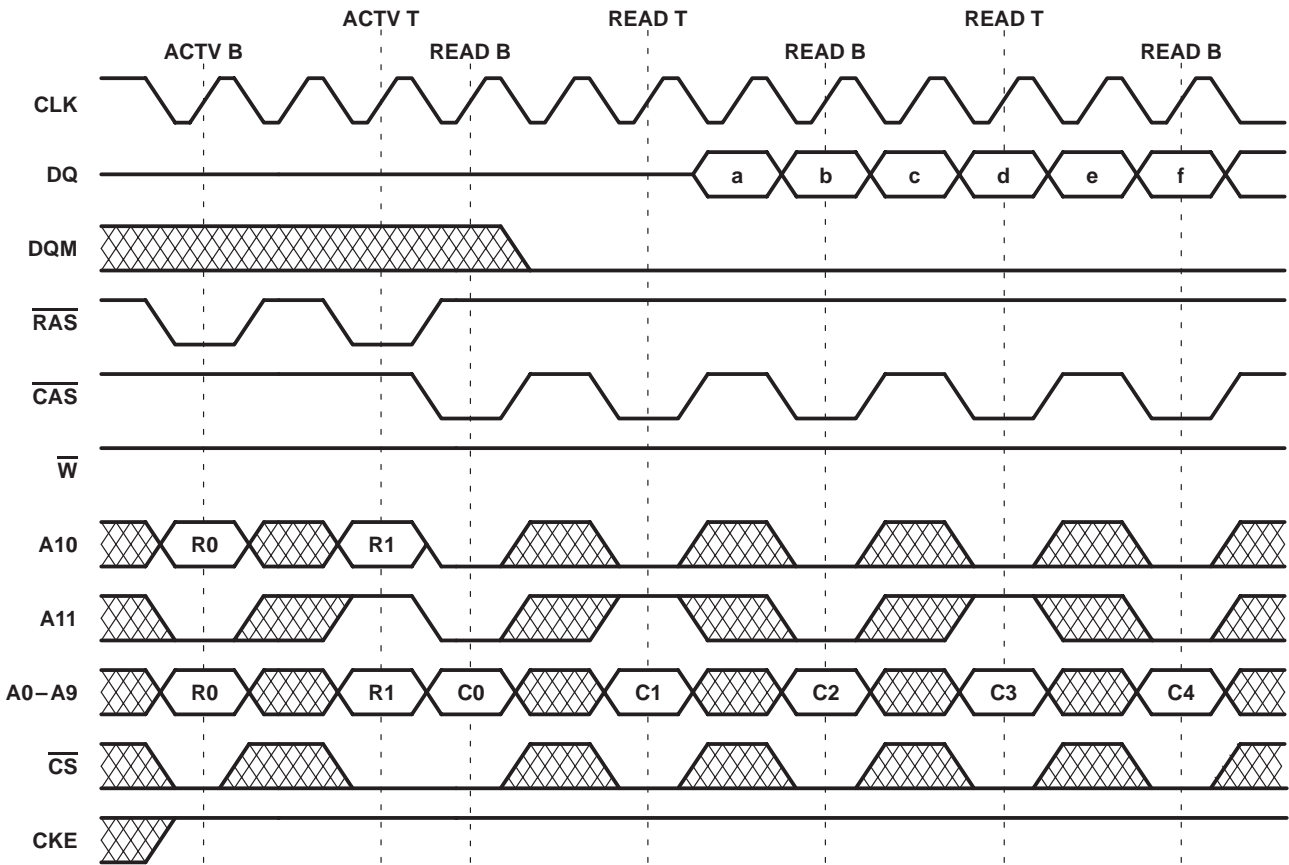 ACTV T READ T READ T
ACTV B READ B READ B READ B
CLK
DQ a b c d e f
DQM
RAS
CAS
W
A10 R0 R1
A11
A0–A9 R0 R1 C0 C1 C2 C3 C4
CS
CKE